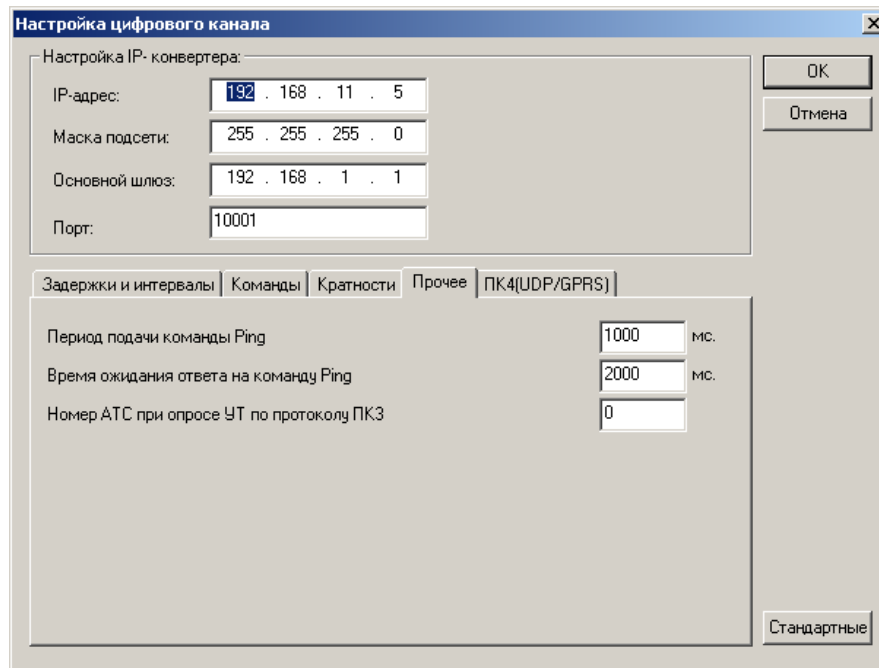 Настройка цифрового канала
Настройка IP- конвертера:
IP-адрес: 192 . 168 . 11 . 5
Маска подсети: 255 . 255 . 255 . 0
Основной шлюз: 192 . 168 . 1 . 1
Порт: 10001
OK
Отмена
Задержки и интервалы Команды Кратности Прочее ПК4(UDP/GPRS)
Период подачи команды Ping 1000 мс.
Время ожидания ответа на команду Ping 2000 мс.
Номер АТС при опросе УТ по протоколу ПК3 0
Стандартные